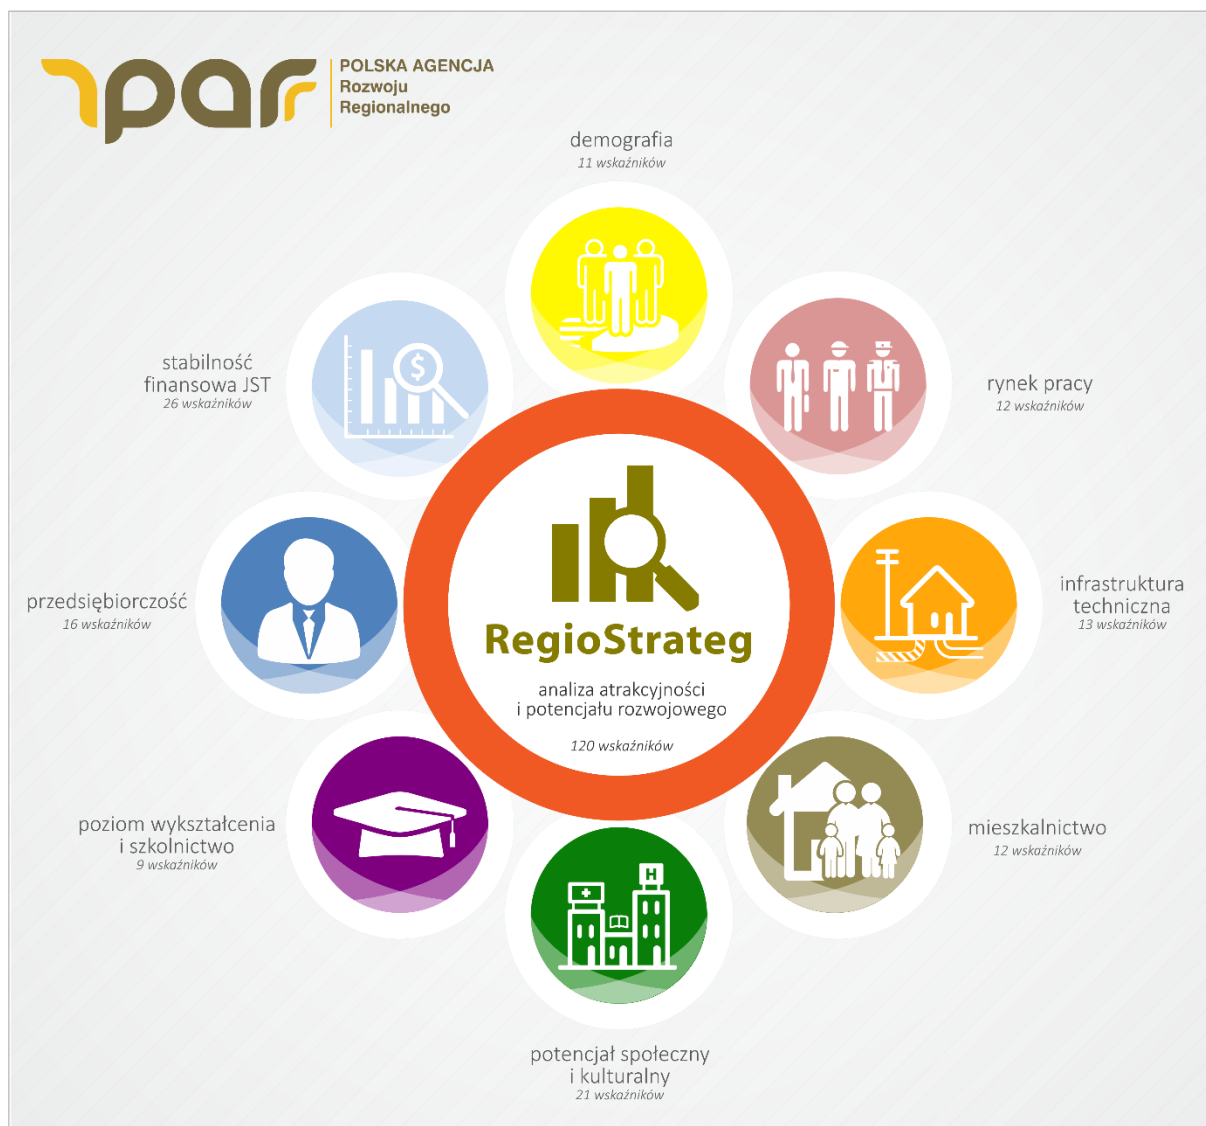 parr
POLSKA AGENCJA
Rozwoju
Regionalnego
demografia
11 wskaźników
stabilność
finansowa JST
26 wskaźników
$
rynek pracy
12 wskaźników
przedsiębiorczość
16 wskaźników
RegioStrateg
analiza atrakcyjności
i potencjału rozwojowego
120 wskaźników
infrastruktura
techniczna
13 wskaźników
poziom wykształcenia
i szkolnictwo
9 wskaźników
mieszkalnictwo
12 wskaźników
H
potencjał społeczny
i kulturalny
21 wskaźników